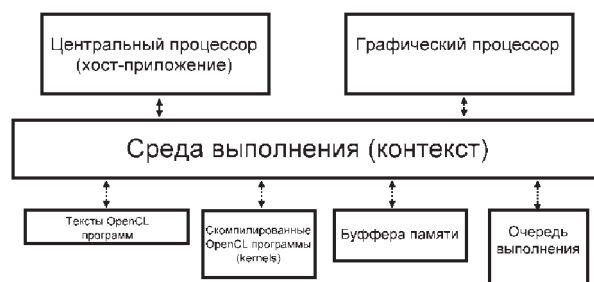 Центральный процессор
(хост-приложение)
Графический процессор
Среда выполнения (контекст)
Тексты OpenCL
программ
Скомпилированные
OpenCL программы
(kernels)
Буффера памяти
Очередь
выполнения